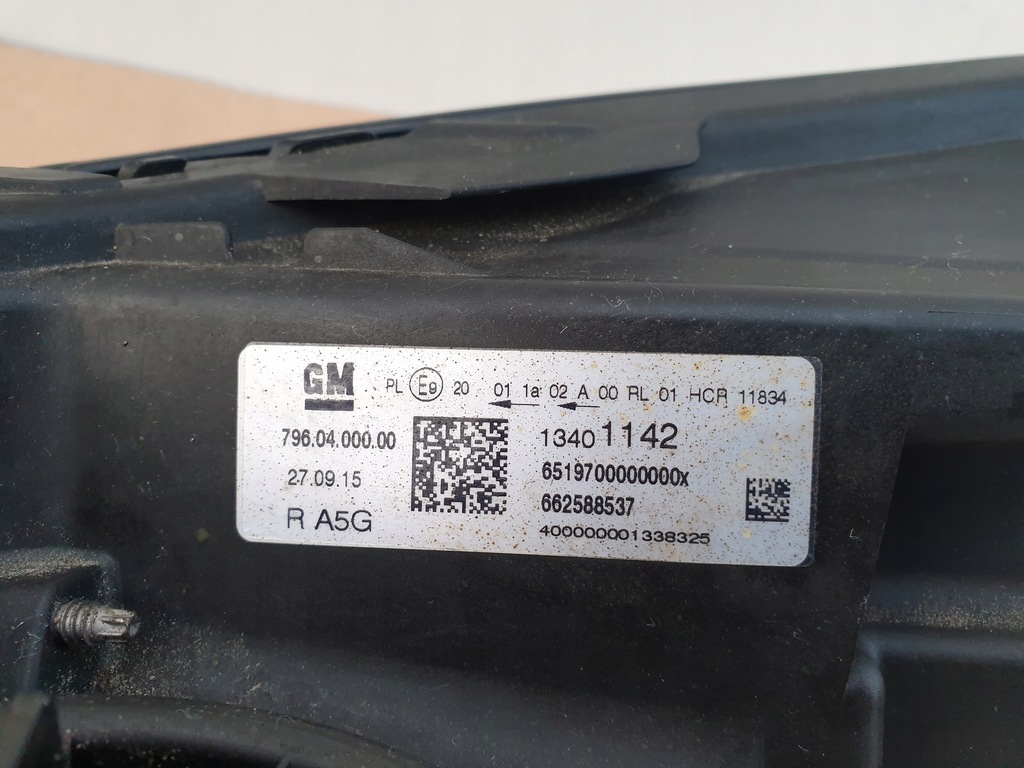 GM PL E9 20 01 1a 02 A 00 RL 01 HCR 11834
796.04.000.00
13401142
27.09.15
6519700000000x
662588537
R A5G
400000001338325